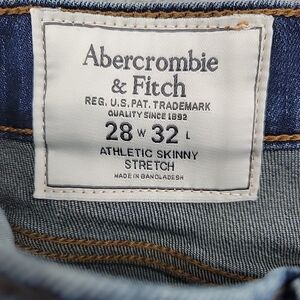 Abercrombie
& Fitch
REG. U.S. PAT. TRADEMARK
QUALITY SINCE 1892
28 W 32 L
ATHLETIC SKINNY
STRETCH
MADE IN BANGLADESH